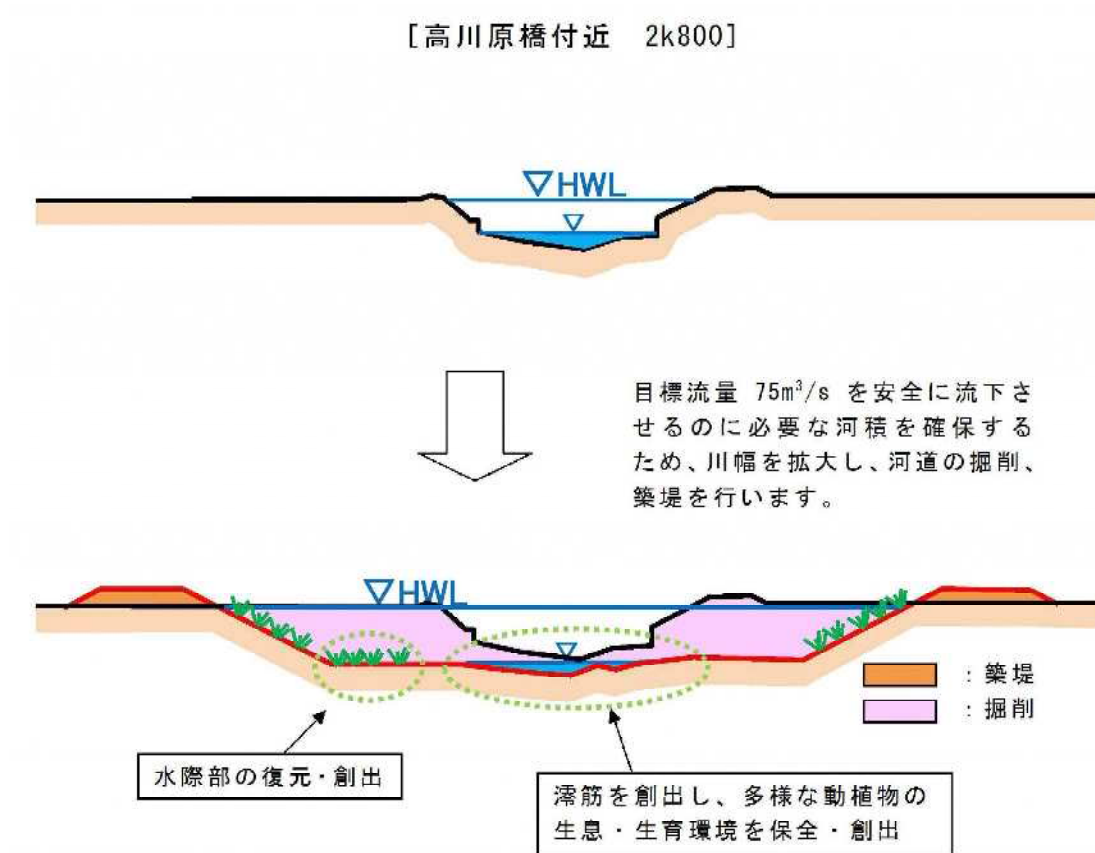 [高川原橋付近　2k800]
▽HWL
▽
目標流量 75m³/s を安全に流下さ
せるのに必要な河積を確保する
ため、川幅を拡大し、河道の掘削、
築堤を行います。
▽HWL
▽
：築堤
：掘削
水際部の復元・創出
澪筋を創出し、多様な動植物の
生息・生育環境を保全・創出